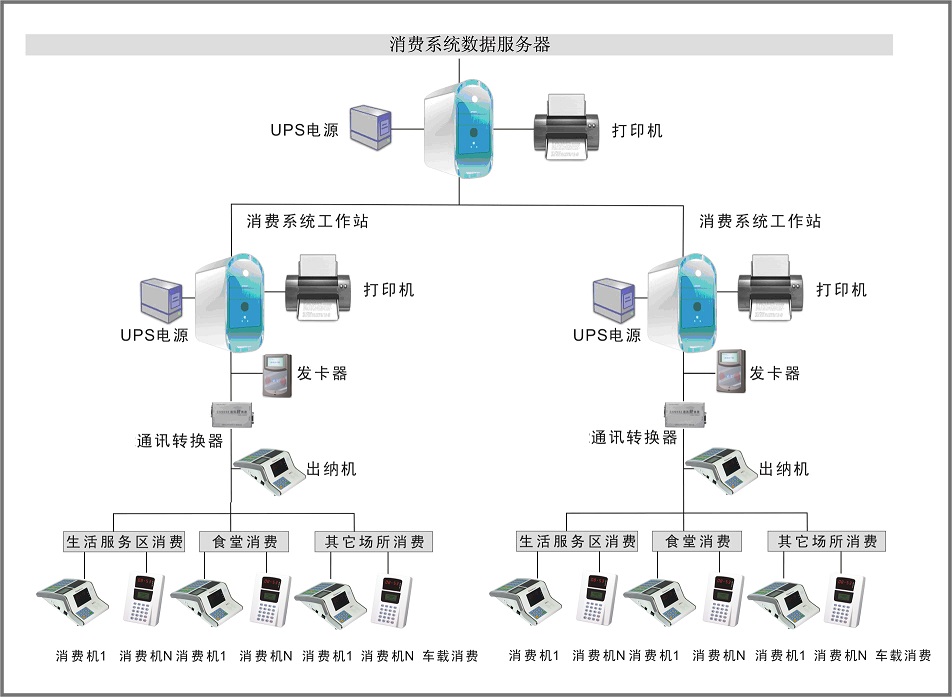 消费系统数据服务器
UPS电源
打印机
消费系统工作站
消费系统工作站
打印机
打印机
UPS电源
UPS电源
发卡器
发卡器
通讯转换器
通讯转换器
出纳机
出纳机
生活服务区消费 食堂消费 其它场所消费
生活服务区消费 食堂消费 其它场所消费
消费机1 消费机N 消费机1 消费机N 消费机1 消费机N 车载消费
消费机1 消费机N 消费机1 消费机N 消费机1 消费机N 车载消费